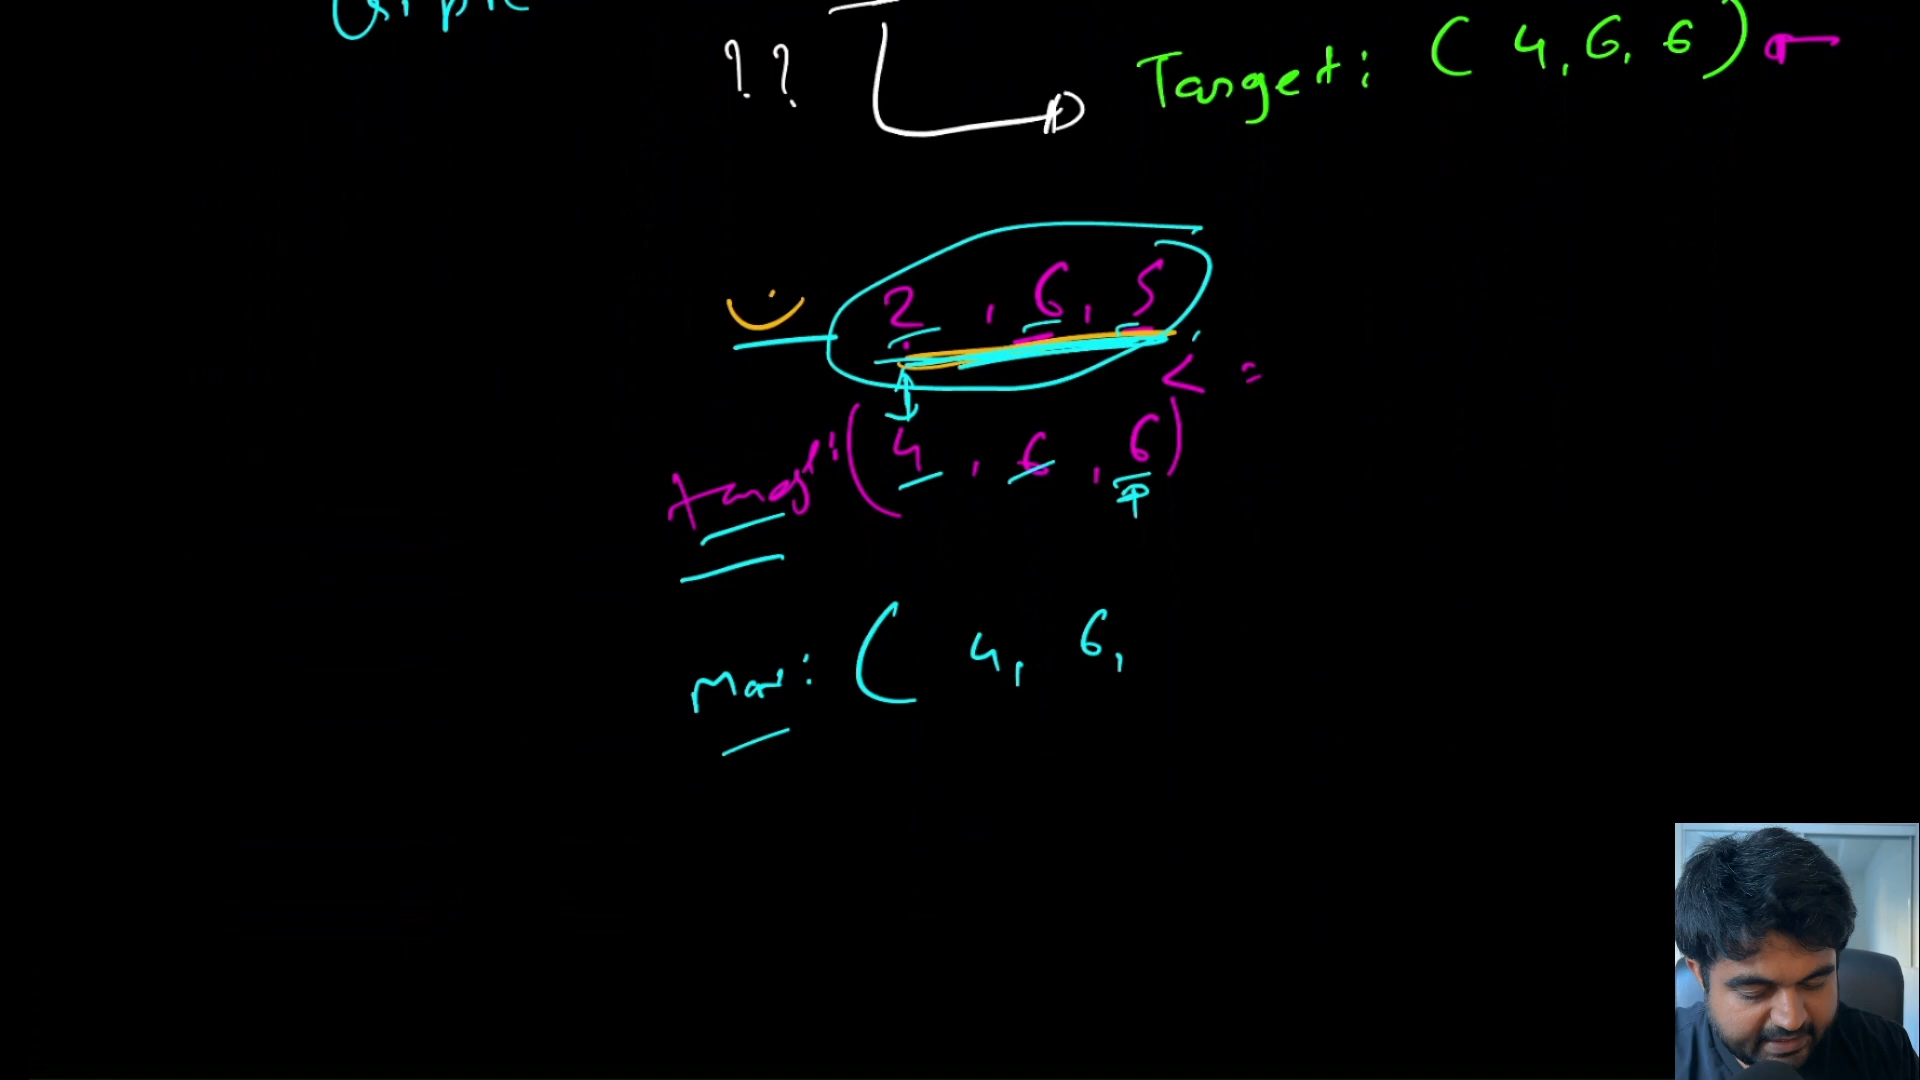 ??
Target: ( 4, 6, 6 )
2 , 6, 5
< =
target: ( 4 , 6 , 6 )
Max: ( 4, 6,